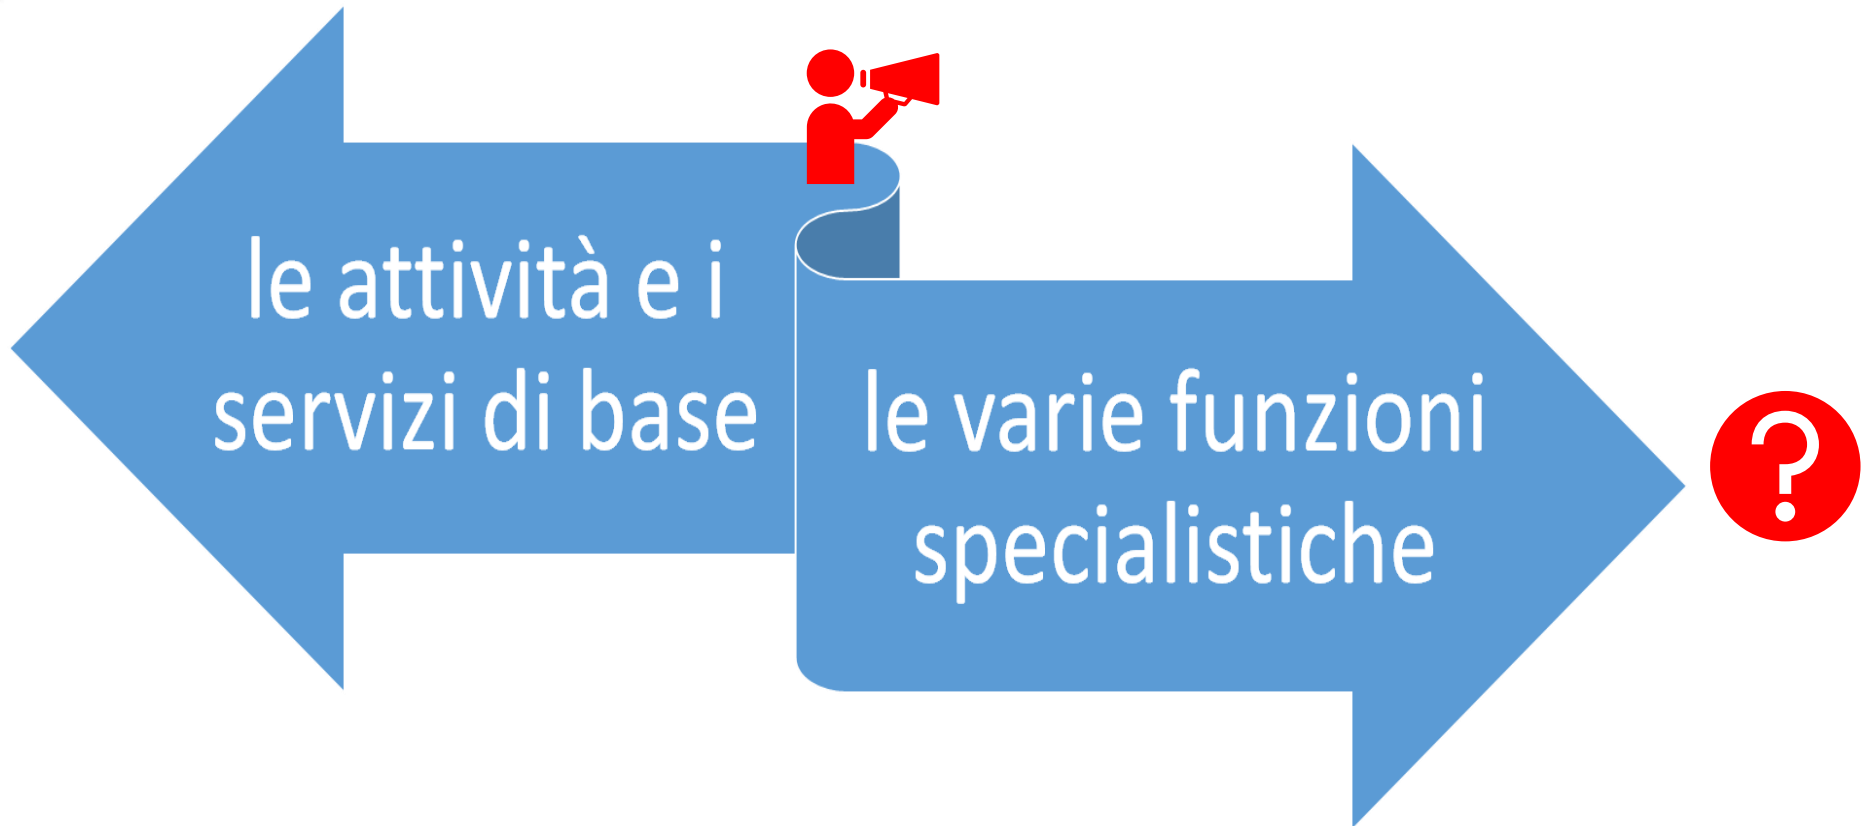 le attività e i
servizi di base
le varie funzioni
specialistiche
?